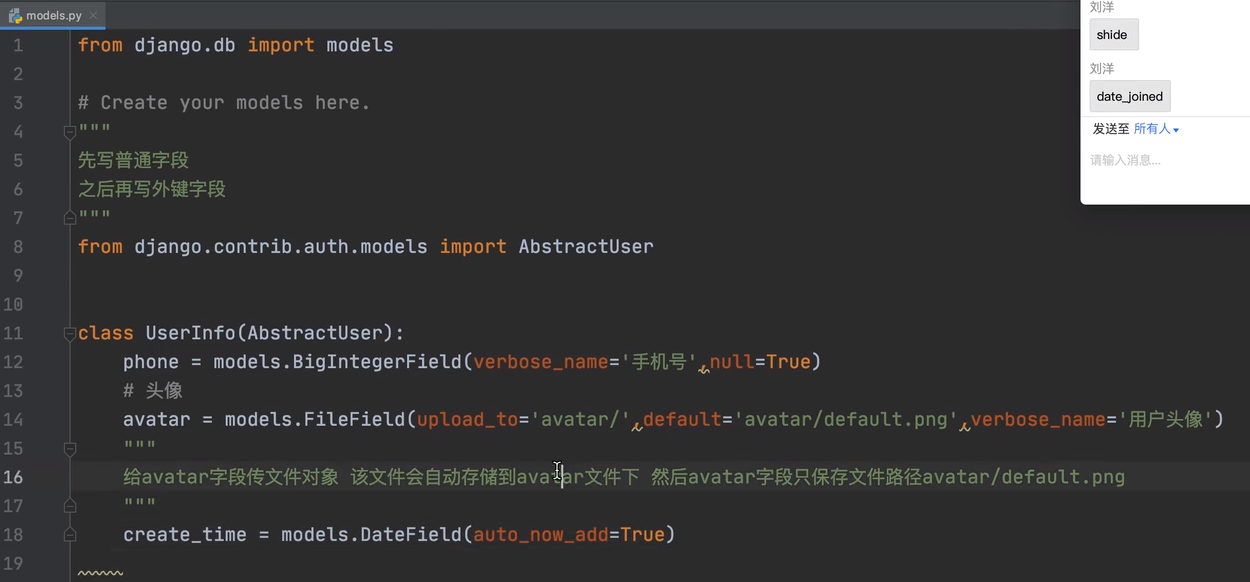 models.py
1 from django.db import models
2
3 # Create your models here.
4 """
5 先写普通字段
6 之后再写外键字段
7 """
8 from django.contrib.auth.models import AbstractUser
9
10
11 class UserInfo(AbstractUser):
12     phone = models.BigIntegerField(verbose_name='手机号',null=True)
13     # 头像
14     avatar = models.FileField(upload_to='avatar/',default='avatar/default.png',verbose_name='用户头像')
15     """
16     给avatar字段传文件对象 该文件会自动存储到avatar文件下 然后avatar字段只保存文件路径avatar/default.png
17     """
18     create_time = models.DateField(auto_now_add=True)
19
刘洋
shide
刘洋
date_joined
发送至 所有人
请输入消息...